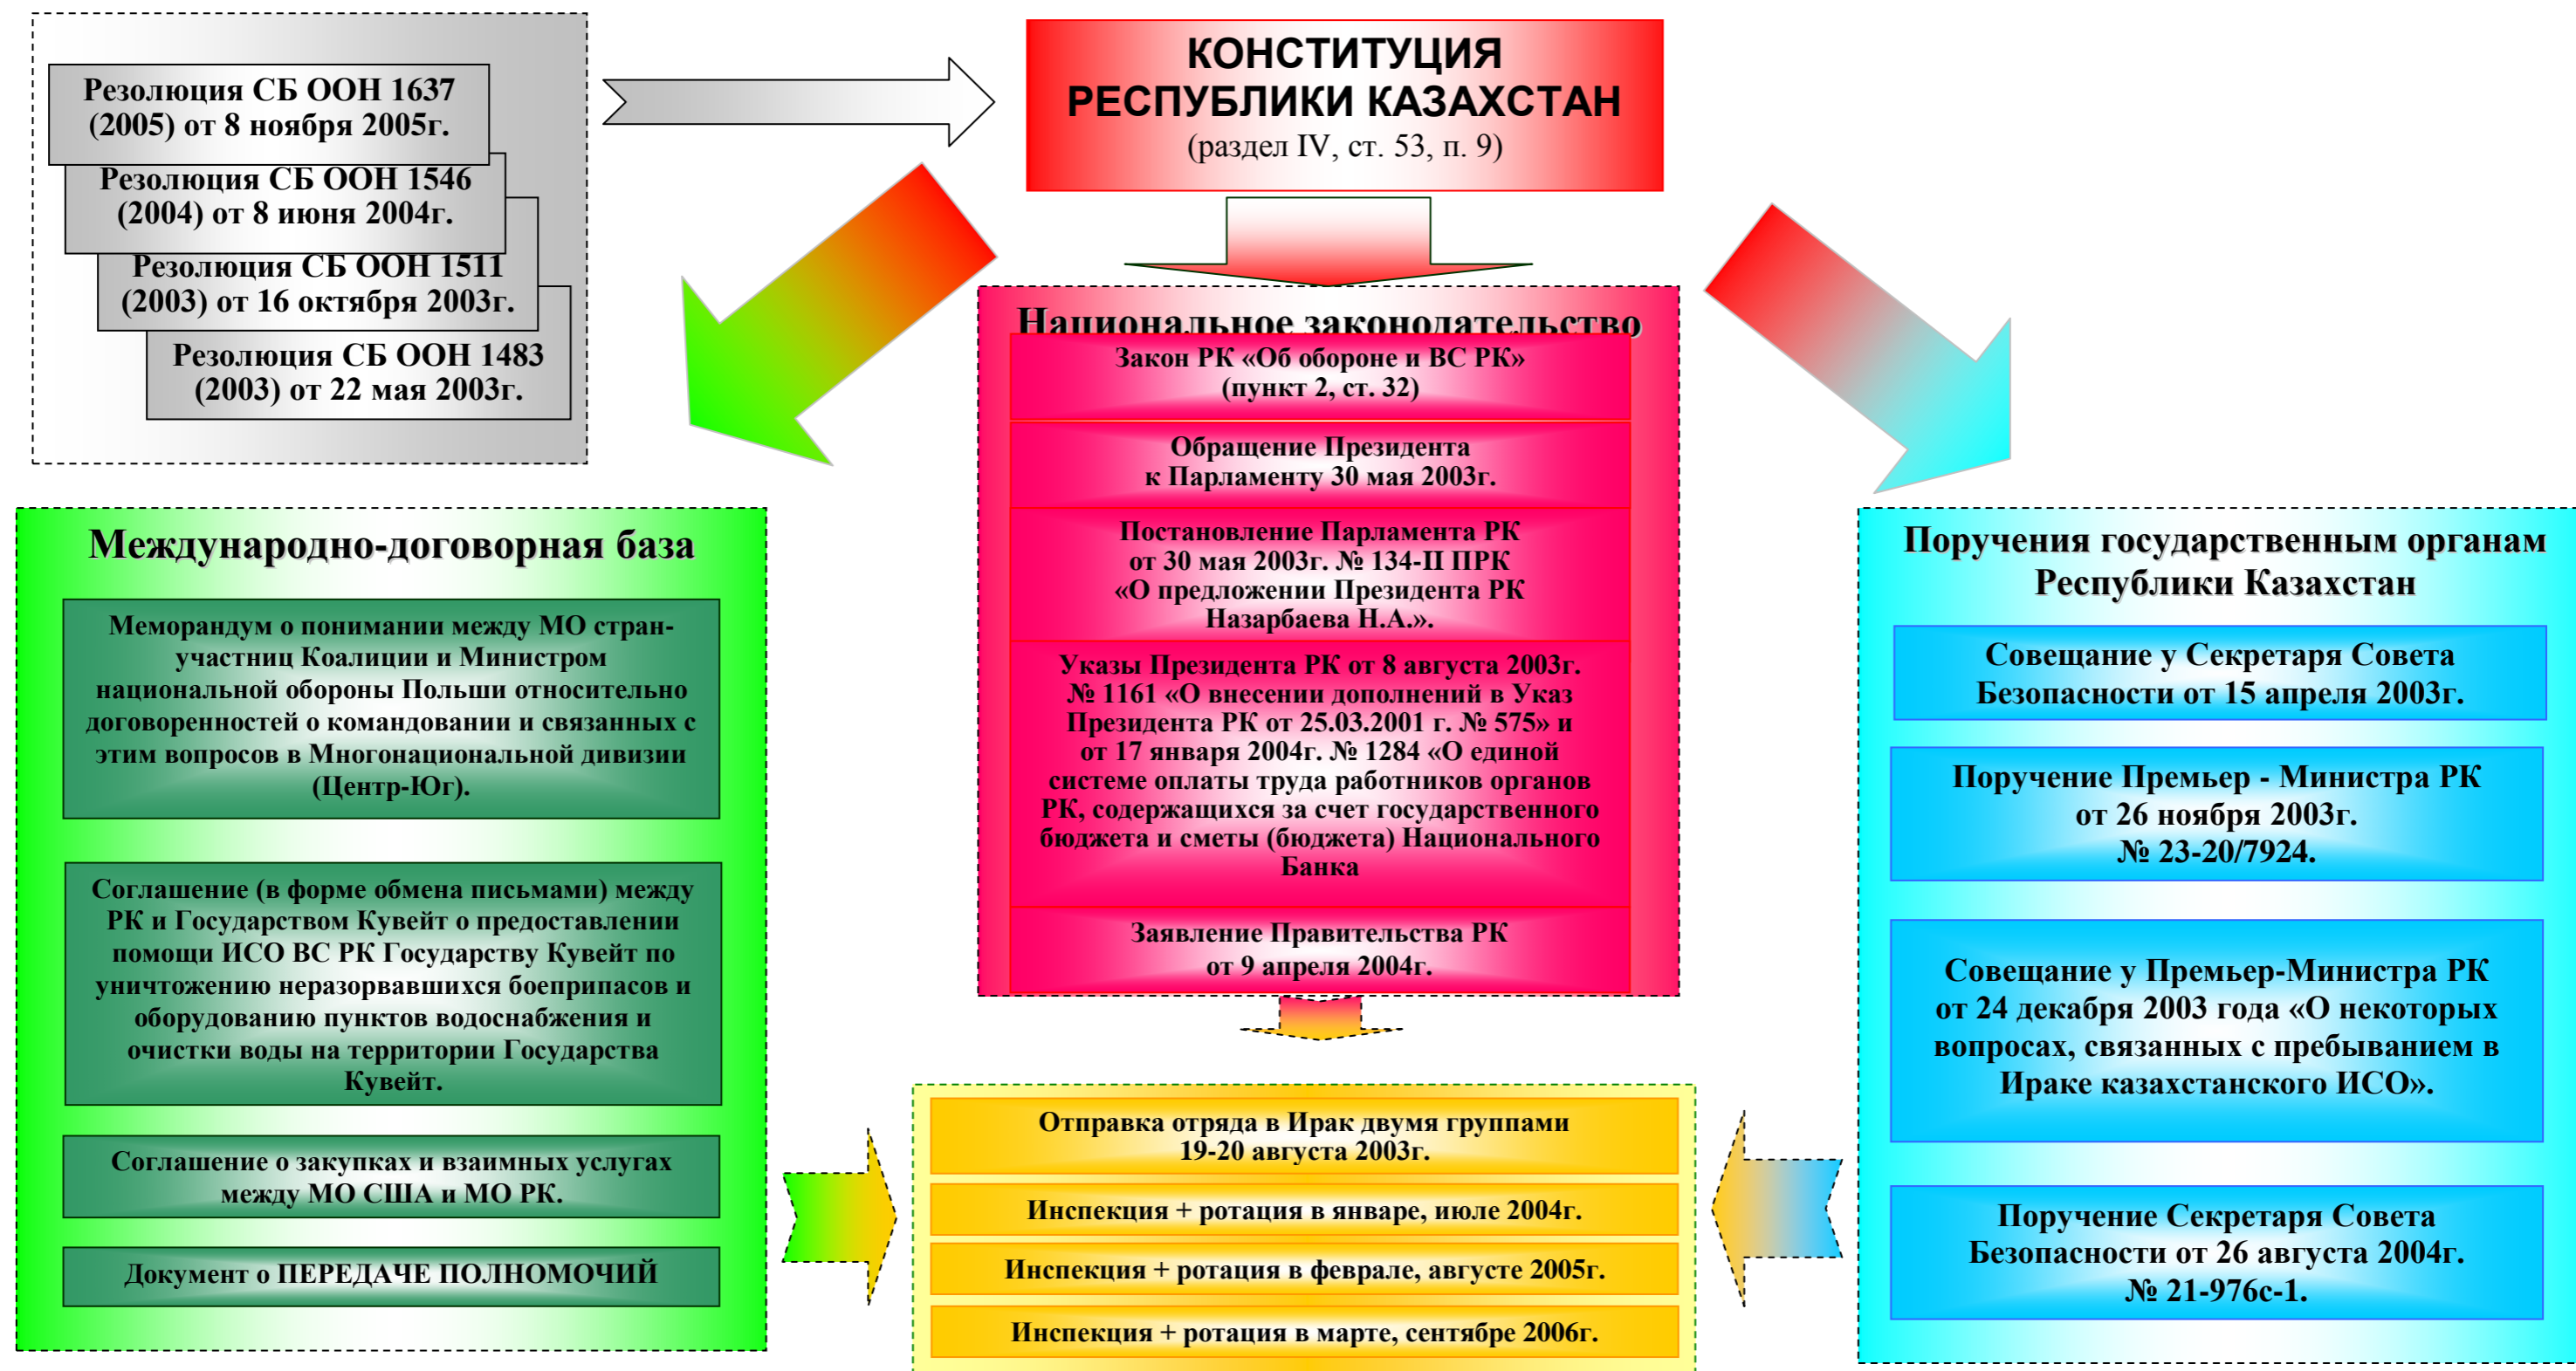 Резолюция СБ ООН 1637
(2005) от 8 ноября 2005г.
Резолюция СБ ООН 1546
(2004) от 8 июня 2004г.
Резолюция СБ ООН 1511
(2003) от 16 октября 2003г.
Резолюция СБ ООН 1483
(2003) от 22 мая 2003г.
КОНСТИТУЦИЯ
РЕСПУБЛИКИ КАЗАХСТАН
(раздел IV, ст. 53, п. 9)
Национальное законодательство
Закон РК «Об обороне и ВС РК»
(пункт 2, ст. 32)
Обращение Президента
к Парламенту 30 мая 2003г.
Постановление Парламента РК
от 30 мая 2003г. № 134-II ПРК
«О предложении Президента РК
Назарбаева Н.А.».
Указы Президента РК от 8 августа 2003г.
№ 1161 «О внесении дополнений в Указ
Президента РК от 25.03.2001 г. № 575» и
от 17 января 2004г. № 1284 «О единой
системе оплаты труда работников органов
РК, содержащихся за счет государственного
бюджета и сметы (бюджета) Национального
Банка
Заявление Правительства РК
от 9 апреля 2004г.
Международно-договорная база
Меморандум о понимании между МО стран-
участниц Коалиции и Министром
национальной обороны Польши относительно
договоренностей о командовании и связанных с
этим вопросов в Многонациональной дивизии
(Центр-Юг).
Соглашение (в форме обмена письмами) между
РК и Государством Кувейт о предоставлении
помощи ИСО ВС РК Государству Кувейт по
уничтожению неразорвавшихся боеприпасов и
оборудованию пунктов водоснабжения и
очистки воды на территории Государства
Кувейт.
Соглашение о закупках и взаимных услугах
между МО США и МО РК.
Документ о ПЕРЕДАЧЕ ПОЛНОМОЧИЙ
Поручения государственным органам
Республики Казахстан
Совещание у Секретаря Совета
Безопасности от 15 апреля 2003г.
Поручение Премьер - Министра РК
от 26 ноября 2003г.
№ 23-20/7924.
Совещание у Премьер-Министра РК
от 24 декабря 2003 года «О некоторых
вопросах, связанных с пребыванием в
Ираке казахстанского ИСО».
Поручение Секретаря Совета
Безопасности от 26 августа 2004г.
№ 21-976с-1.
Отправка отряда в Ирак двумя группами
19-20 августа 2003г.
Инспекция + ротация в январе, июле 2004г.
Инспекция + ротация в феврале, августе 2005г.
Инспекция + ротация в марте, сентябре 2006г.